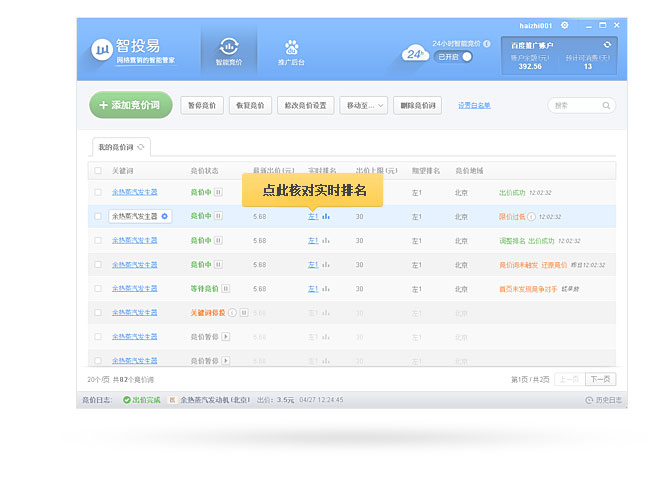 haizhi001
智投易
网络营销的智能管家
智能竞价
推广后台
24h
24小时智能竞价
已开启
百度推广账户
账户余额(元) 预计可消费(天)
392.56 13
+ 添加竞价词
暂停竞价 恢复竞价 修改竞价设置 移动至... 删除竞价词 设置白名单 搜索
我的竞价词
关键词 竞价状态 最新出价(元) 实时排名 出价上限(元) 期望排名 竞价地域
点此核对实时排名
余热蒸汽发生器 竞价中 左1 北京 出价成功 12:02:32
余热蒸汽发生器 竞价中 5.68 左1 30 左1 北京 限价过低 12:02:32
余热蒸汽发生器 竞价中 5.68 左1 30 左1 北京 调整排名 出价成功 12:02:32
余热蒸汽发生器 竞价中 5.68 左1 30 左1 北京 竞价词未触发 还原竞价 昨日12:02:32
余热蒸汽发生器 等待竞价 5.68 左1 30 左1 北京 首页未发现竞争对手
余热蒸汽发生器 关键词待投 5.68 左1 30 左1 北京
余热蒸汽发生器 竞价暂停 5.68 左1 30 左1 北京
余热蒸汽发生器 竞价暂停 5.68 左1 30 左1 北京
20个/页 共82个竞价词 第1页 / 共2页 上一页 下一页
竞价日志: 出价完成 余热蒸汽发动机(北京) 出价: 3.5元 04/27 12:24:45 历史日志